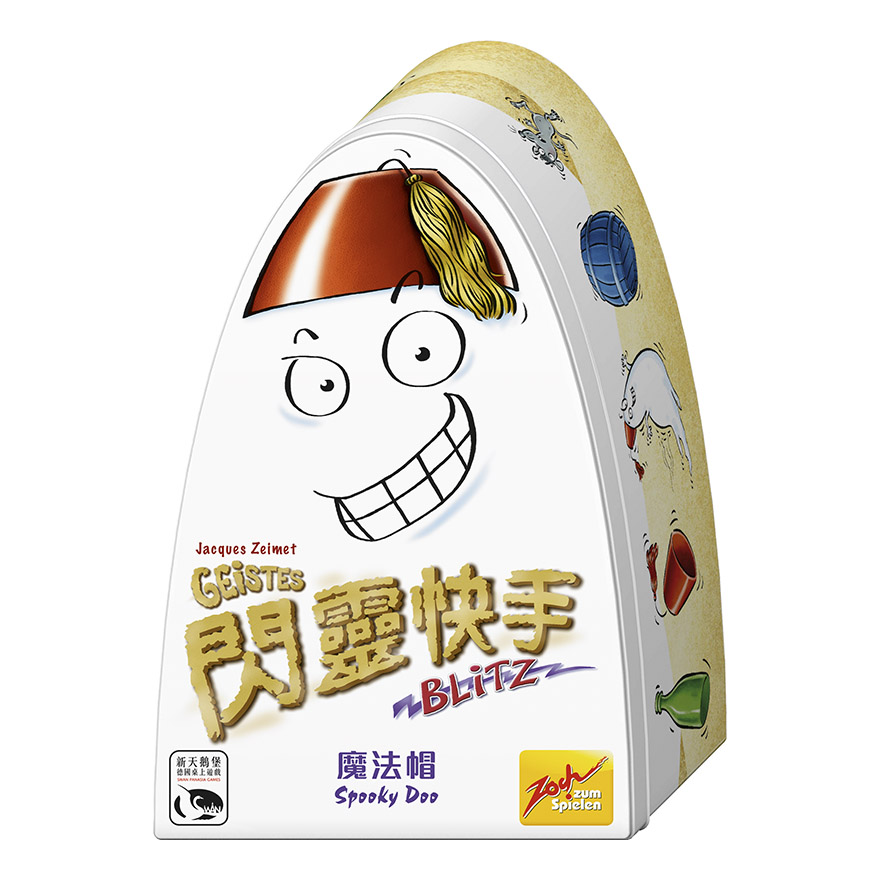 Jacques Zeimet
GEiSTES
閃靈快手
BLiTZ
魔法帽
Spooky Doo
新天鵝堡
德國桌上遊戲
SWAN PANASIA GAMES
SWAN
Zoch
zum
Spielen